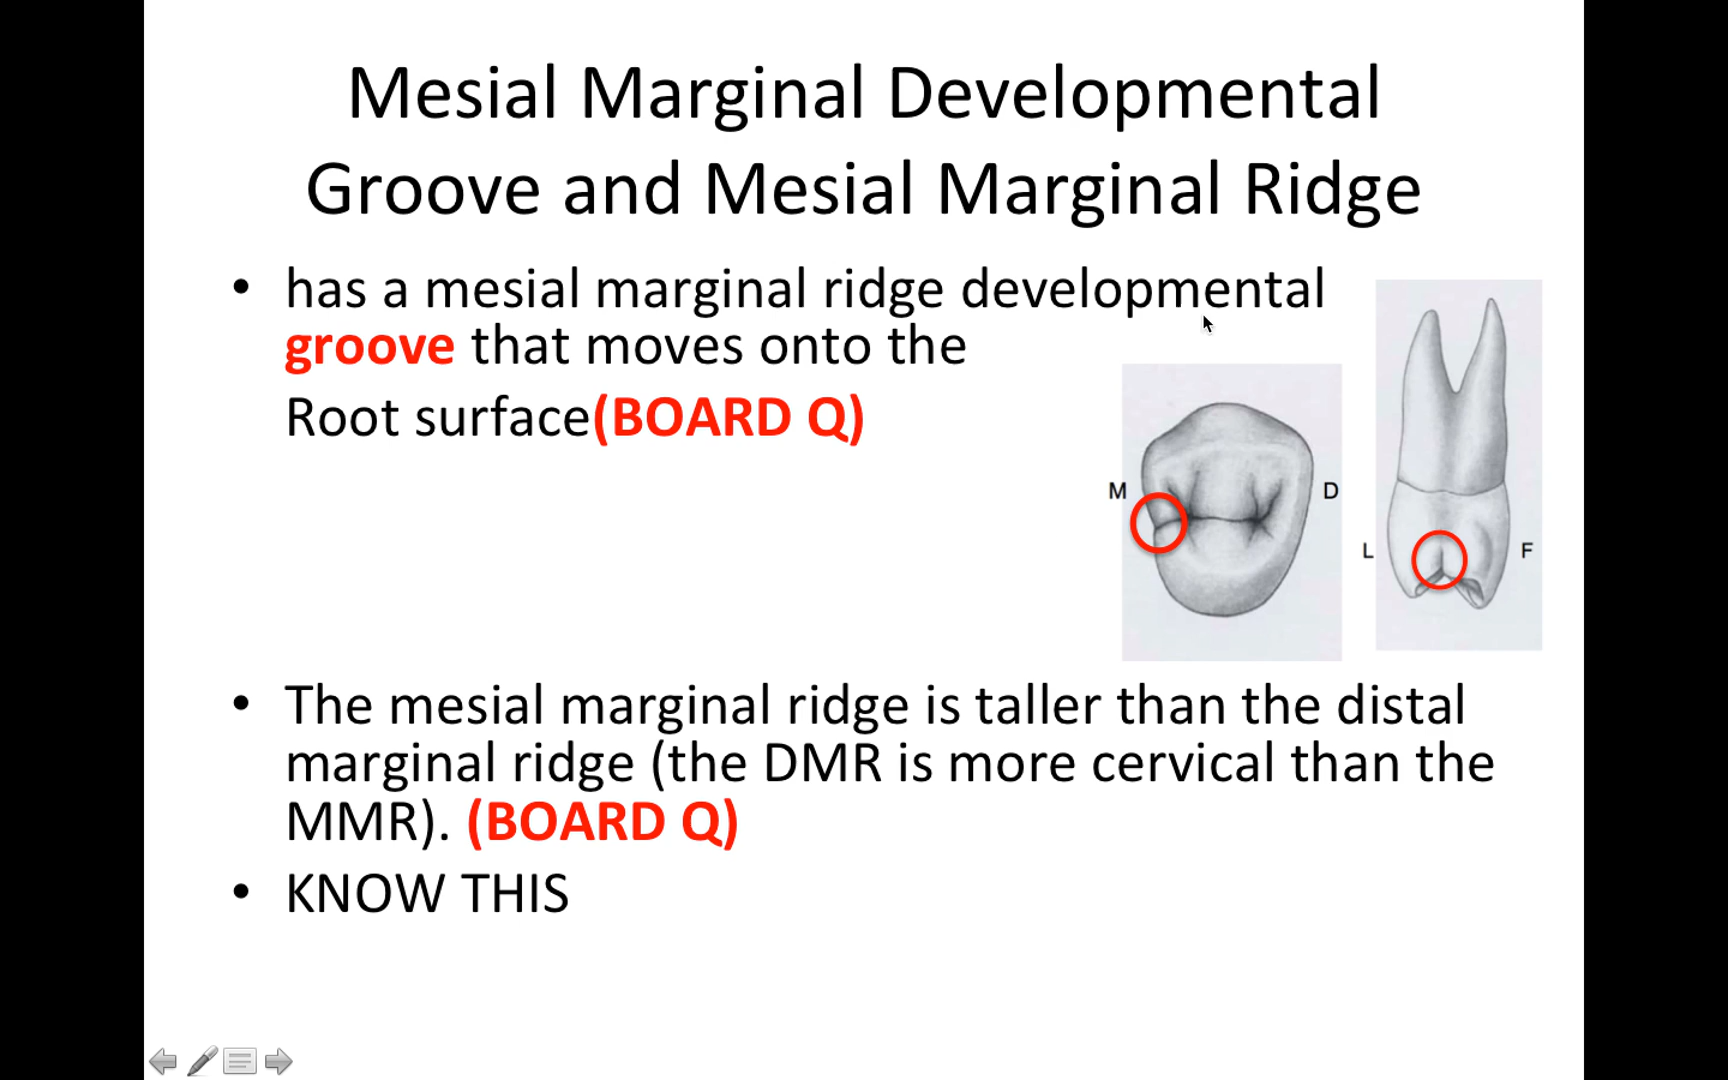 Mesial Marginal Developmental
Groove and Mesial Marginal Ridge
• has a mesial marginal ridge developmental
groove that moves onto the
Root surface(BOARD Q)
M
D
L
F
• The mesial marginal ridge is taller than the distal
marginal ridge (the DMR is more cervical than the
MMR). (BOARD Q)
• KNOW THIS